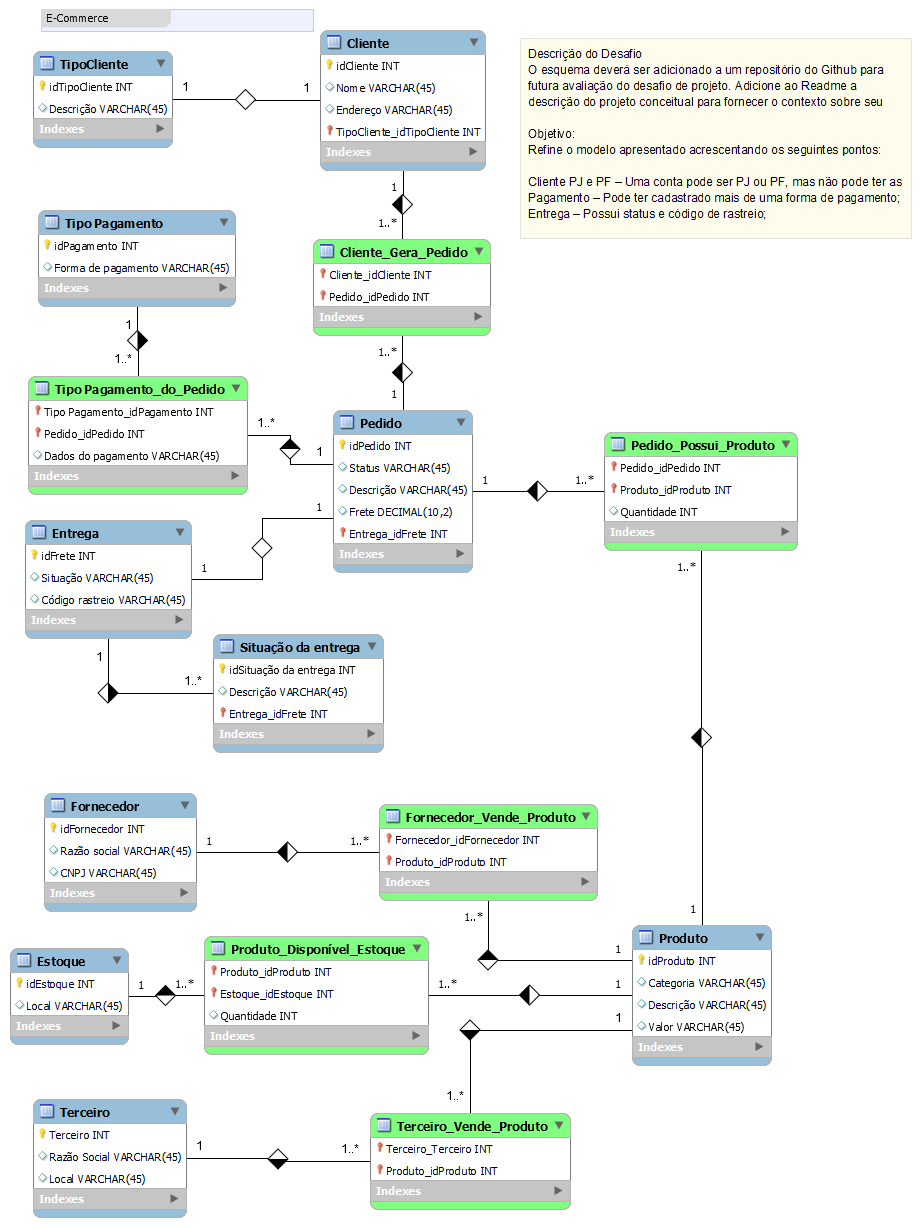 E-Commerce
Descrição do Desafio
O esquema deverá ser adicionado a um repositório do Github para
futura avaliação do desafio de projeto. Adicione ao Readme a
descrição do projeto conceitual para fornecer o contexto sobre seu
Objetivo:
Refine o modelo apresentado acrescentando os seguintes pontos:
Cliente PJ e PF – Uma conta pode ser PJ ou PF, mas não pode ter as
Pagamento – Pode ter cadastrado mais de uma forma de pagamento;
Entrega – Possui status e código de rastreio;
TipoCliente
idTipoCliente INT
Descrição VARCHAR(45)
Indexes
1
1
Cliente
idCliente INT
Nome VARCHAR(45)
Endereço VARCHAR(45)
TipoCliente_idTipoCliente INT
Indexes
1
1..*
Cliente_Gera_Pedido
Cliente_idCliente INT
Pedido_idPedido INT
Indexes
1..*
1
Tipo Pagamento
idPagamento INT
Forma de pagamento VARCHAR(45)
Indexes
1
1..*
Tipo Pagamento_do_Pedido
Tipo Pagamento_idPagamento INT
Pedido_idPedido INT
Dados do pagamento VARCHAR(45)
Indexes
1..*
1
Pedido
idPedido INT
Status VARCHAR(45)
Descrição VARCHAR(45)
Frete DECIMAL(10,2)
Entrega_idFrete INT
Indexes
1
1..*
Pedido_Possui_Produto
Pedido_idPedido INT
Produto_idProduto INT
Quantidade INT
Indexes
1..*
1
Entrega
idFrete INT
Situação VARCHAR(45)
Código rastreio VARCHAR(45)
Indexes
1
1
1
1..*
Situação da entrega
idSituação da entrega INT
Descrição VARCHAR(45)
Entrega_idFrete INT
Indexes
Fornecedor
idFornecedor INT
Razão social VARCHAR(45)
CNPJ VARCHAR(45)
Indexes
1
1..*
Fornecedor_Vende_Produto
Fornecedor_idFornecedor INT
Produto_idProduto INT
Indexes
1..*
1
Estoque
idEstoque INT
Local VARCHAR(45)
Indexes
1
1..*
Produto_Disponível_Estoque
Produto_idProduto INT
Estoque_idEstoque INT
Quantidade INT
Indexes
1..*
1
Produto
idProduto INT
Categoria VARCHAR(45)
Descrição VARCHAR(45)
Valor VARCHAR(45)
Indexes
1
1..*
Terceiro
Terceiro INT
Razão Social VARCHAR(45)
Local VARCHAR(45)
Indexes
1
1..*
Terceiro_Vende_Produto
Terceiro_Terceiro INT
Produto_idProduto INT
Indexes